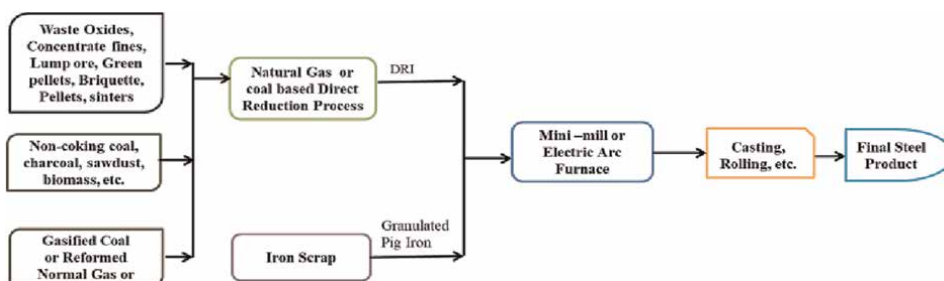 Waste Oxides,
Concentrate fines,
Lump ore, Green
pellets, Briquette,
Pellets, sinters
Natural Gas or
coal based Direct
Reduction Process
DRI
Non-coking coal,
charcoal, sawdust,
biomass, etc.
Mini –mill or
Electric Arc
Furnace
Casting,
Rolling, etc.
Final Steel
Product
Gasified Coal
or Reformed
Normal Gas or
Iron Scrap
Granulated
Pig Iron